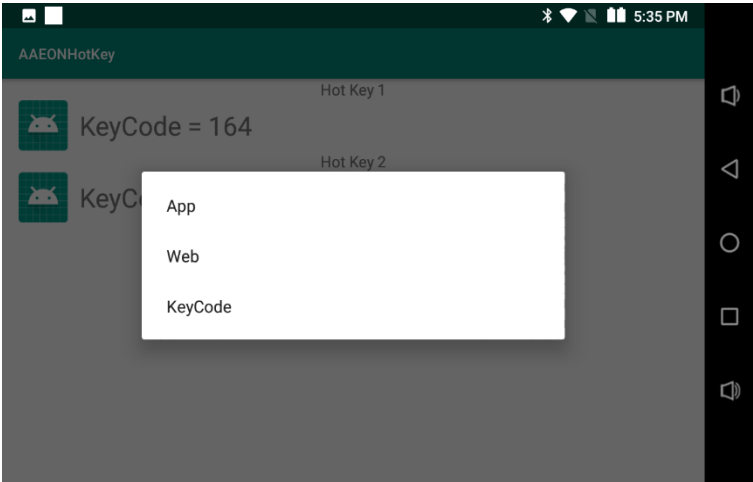 5:35 PM
AAEONHotKey
Hot Key 1
KeyCode = 164
Hot Key 2
KeyC
App
Web
KeyCode